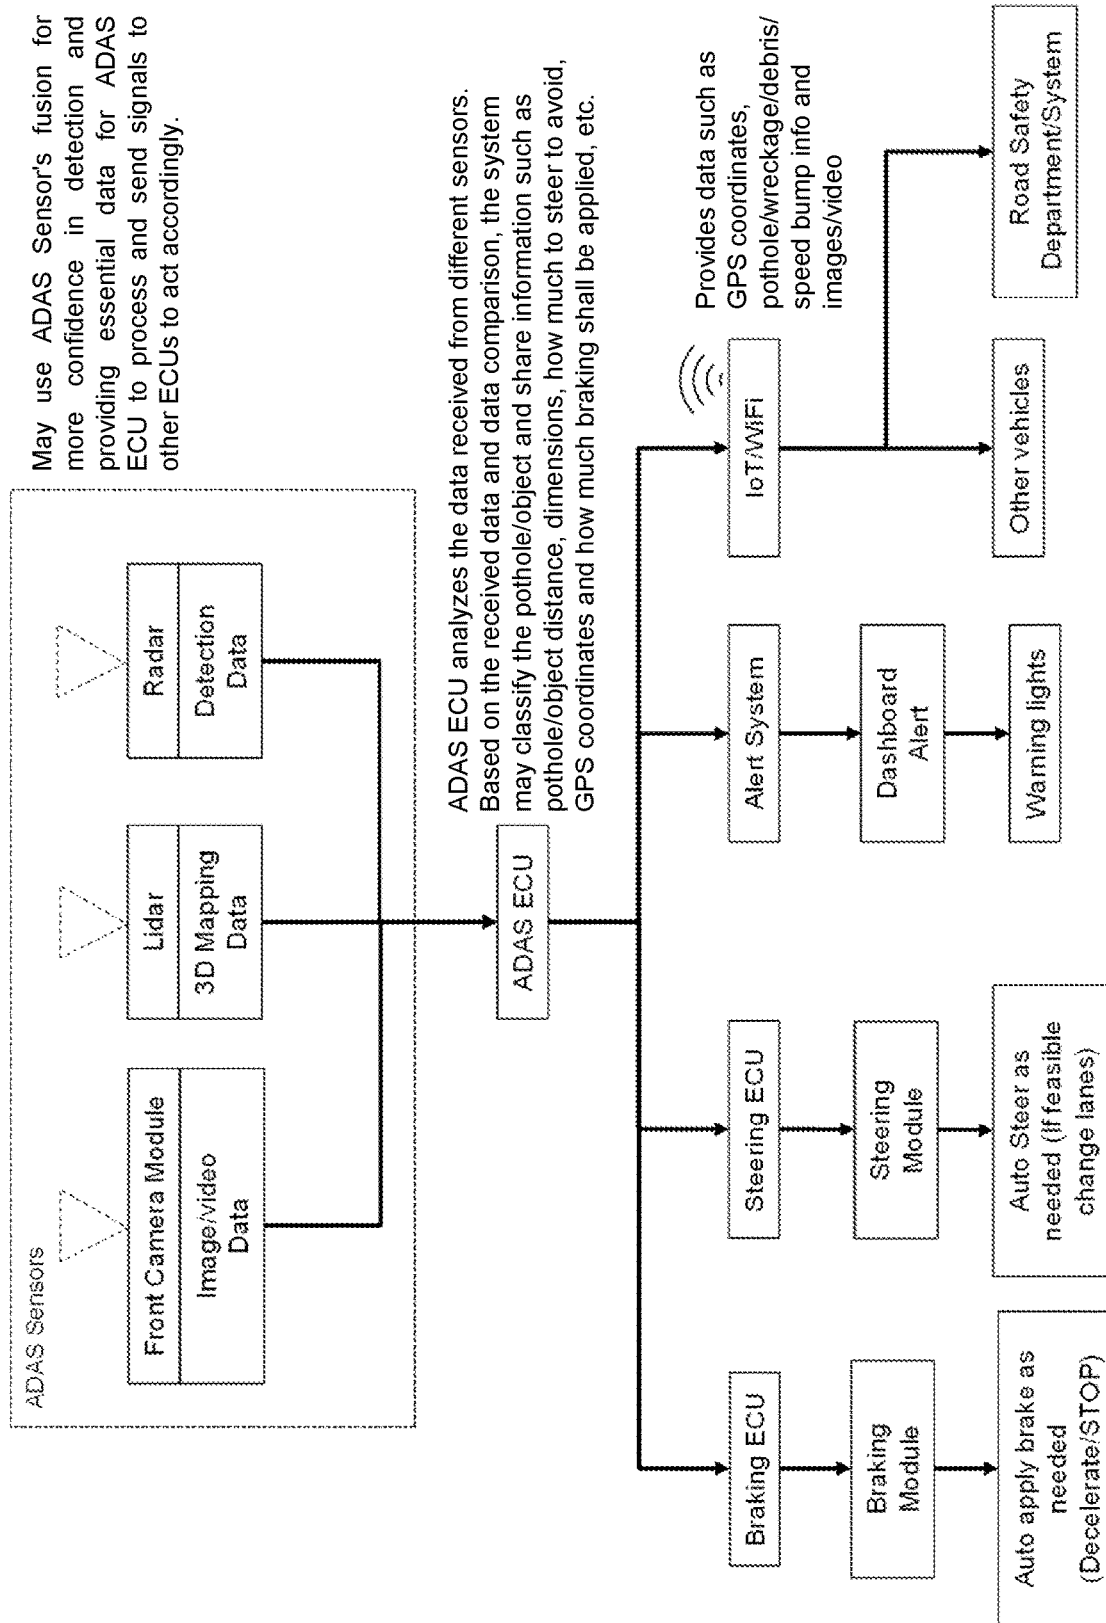 May use ADAS Sensor's fusion for
more confidence in detection and
providing essential data for ADAS
ECU to process and send signals to
other ECUs to act accordingly.
ADAS Sensors
Front Camera Module
Image/video
Data
Lidar
3D Mapping
Data
Radar
Detection
Data
ADAS ECU
ADAS ECU analyzes the data received from different sensors.
Based on the received data and data comparison, the system
may classify the pothole/object and share information such as
pothole/object distance, dimensions, how much to steer to avoid,
GPS coordinates and how much braking shall be applied, etc.
Braking ECU
Braking
Module
Auto apply brake as
needed
(Decelerate/STOP)
Steering ECU
Steering
Module
Auto Steer as
needed (If feasible
change lanes)
Alert System
Dashboard
Alert
Warning lights
IoT/WiFi
Provides data such as
GPS coordinates,
pothole/wreckage/debris/
speed bump info and
images/video
Other vehicles
Road Safety
Department/System